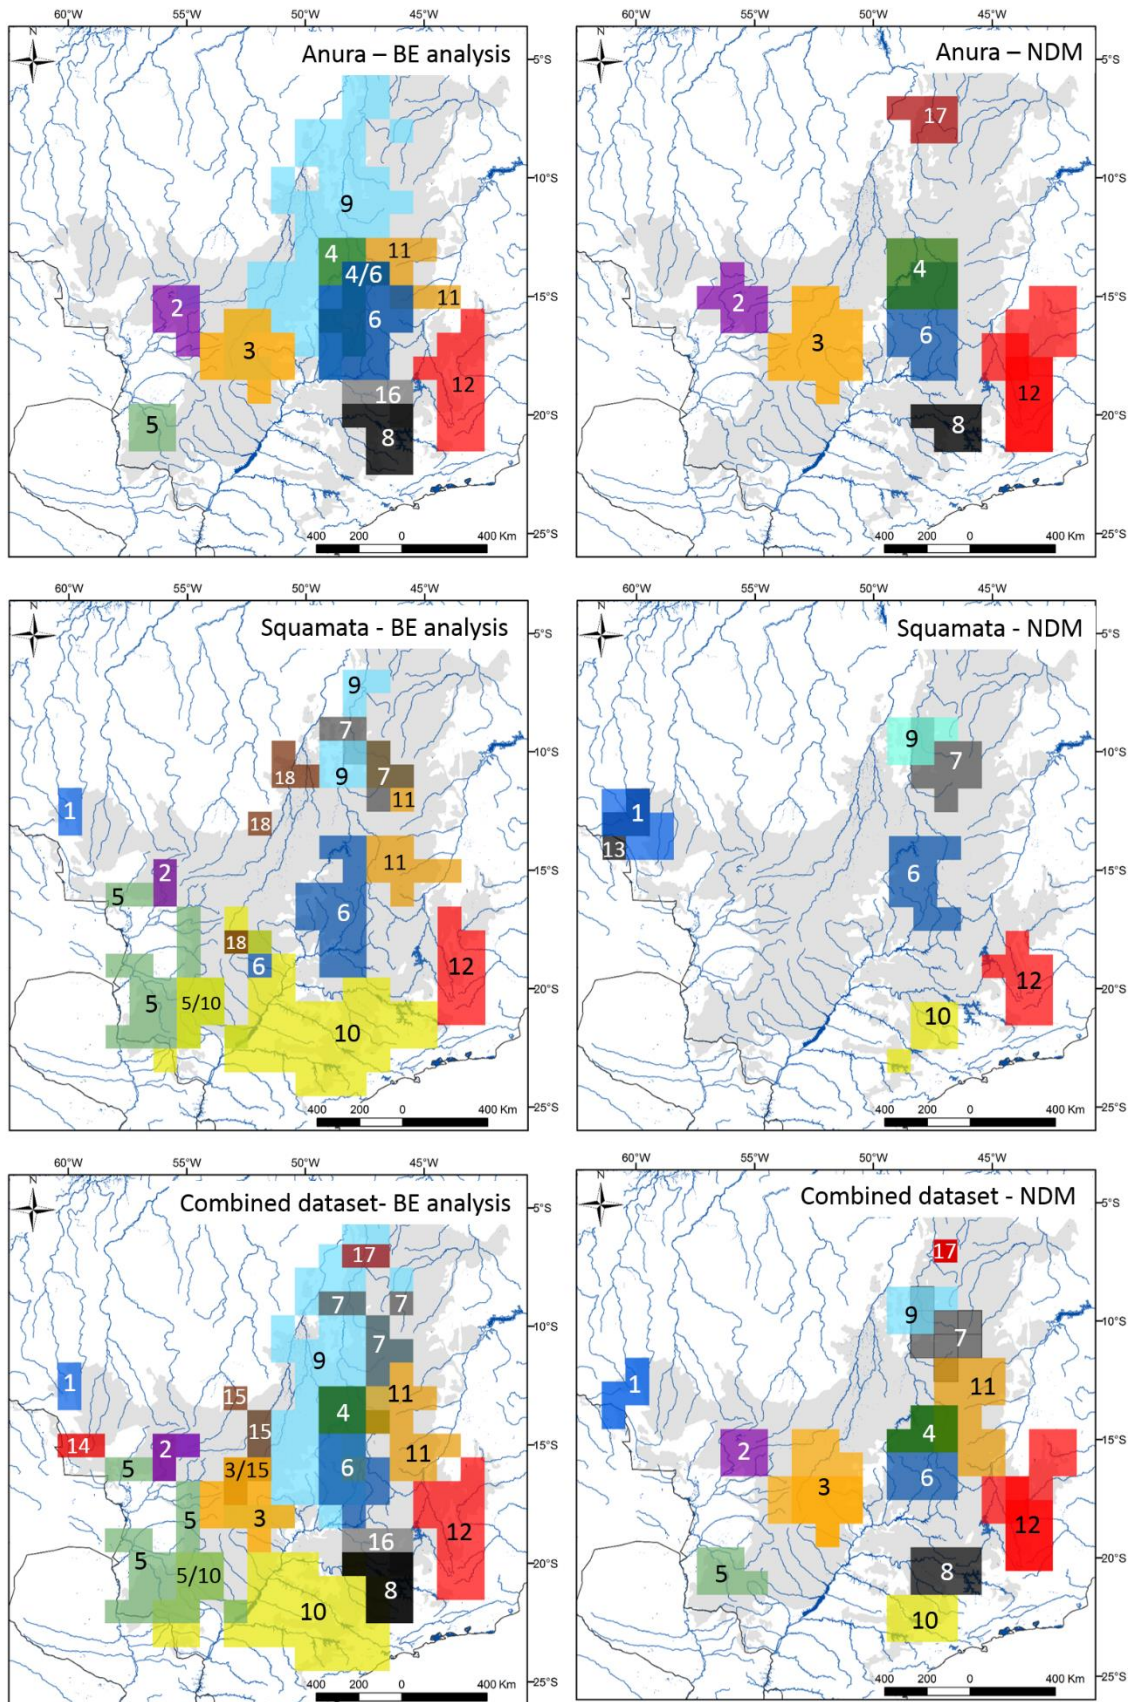 60°W 55°W 50°W 45°W
N
Anura – BE analysis
5°S
10°S
9
4
11
4/6
2
11
15°S
6
3
12
16
5
20°S
8
25°S
400 200 0 400 Km
60°W 55°W 50°W 45°W
N
Anura – NDM
5°S
17
10°S
4
2
15°S
6
3
12
8
20°S
25°S
400 200 0 400 Km
60°W 55°W 50°W 45°W
N
Squamata - BE analysis
5°S
9
7
10°S
18
9
7
11
1
18
2
11
15°S
5
6
18
6
12
5
5/10
20°S
10
25°S
400 200 0 400 Km
60°W 55°W 50°W 45°W
N
Squamata - NDM
5°S
9
7
10°S
1
13
6
15°S
12
10
20°S
25°S
400 200 0 400 Km
60°W 55°W 50°W 45°W
N
Combined dataset- BE analysis
5°S
17
7
7
10°S
7
9
1
15
11
4
15
14
2
11
15°S
5
3/15
6
5
3
16
12
5
5/10
20°S
8
10
25°S
400 200 0 400 Km
60°W 55°W 50°W 45°W
N
Combined dataset - NDM
5°S
17
9
7
10°S
1
11
4
2
15°S
6
3
12
5
8
20°S
10
25°S
400 200 0 400 Km